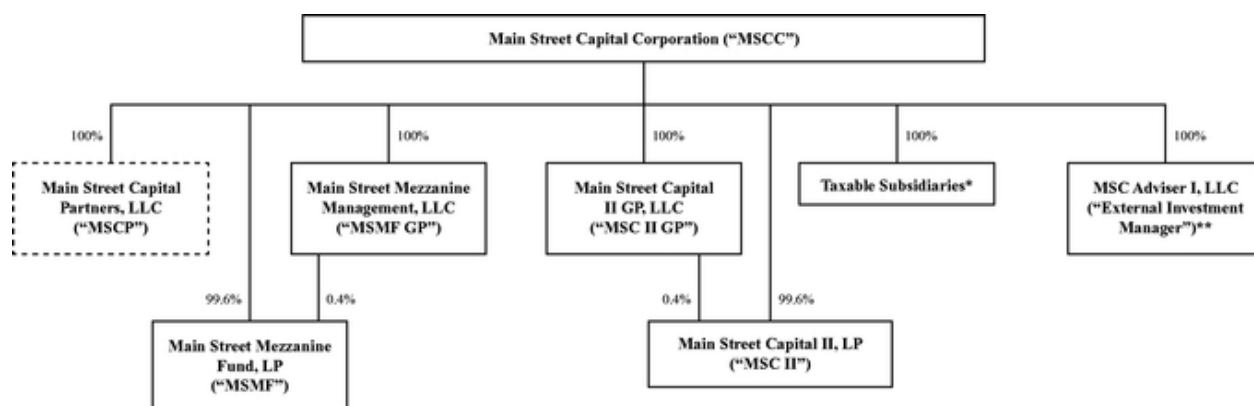 Main Street Capital Corporation (“MSCC”)
100%
100%
100%
100%
100%
Main Street Capital
Partners, LLC
(“MSCP”)
Main Street Mezzanine
Management, LLC
(“MSMF GP”)
Main Street Capital
II GP, LLC
(“MSC II GP”)
Taxable Subsidiaries*
MSC Adviser I, LLC
(“External Investment
Manager”)**
99.6%
0.4%
0.4%
99.6%
Main Street Mezzanine
Fund, LP
(“MSMF”)
Main Street Capital II, LP
(“MSC II”)